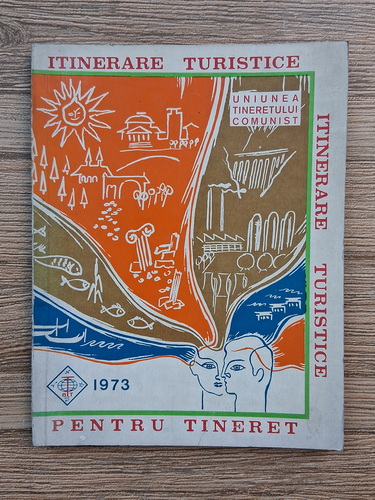 ITINERARE TURISTICE
UNIUNEA
TINERETULUI
COMUNIST
ITINERARE TURISTICE
1973
PENTRU TINERET